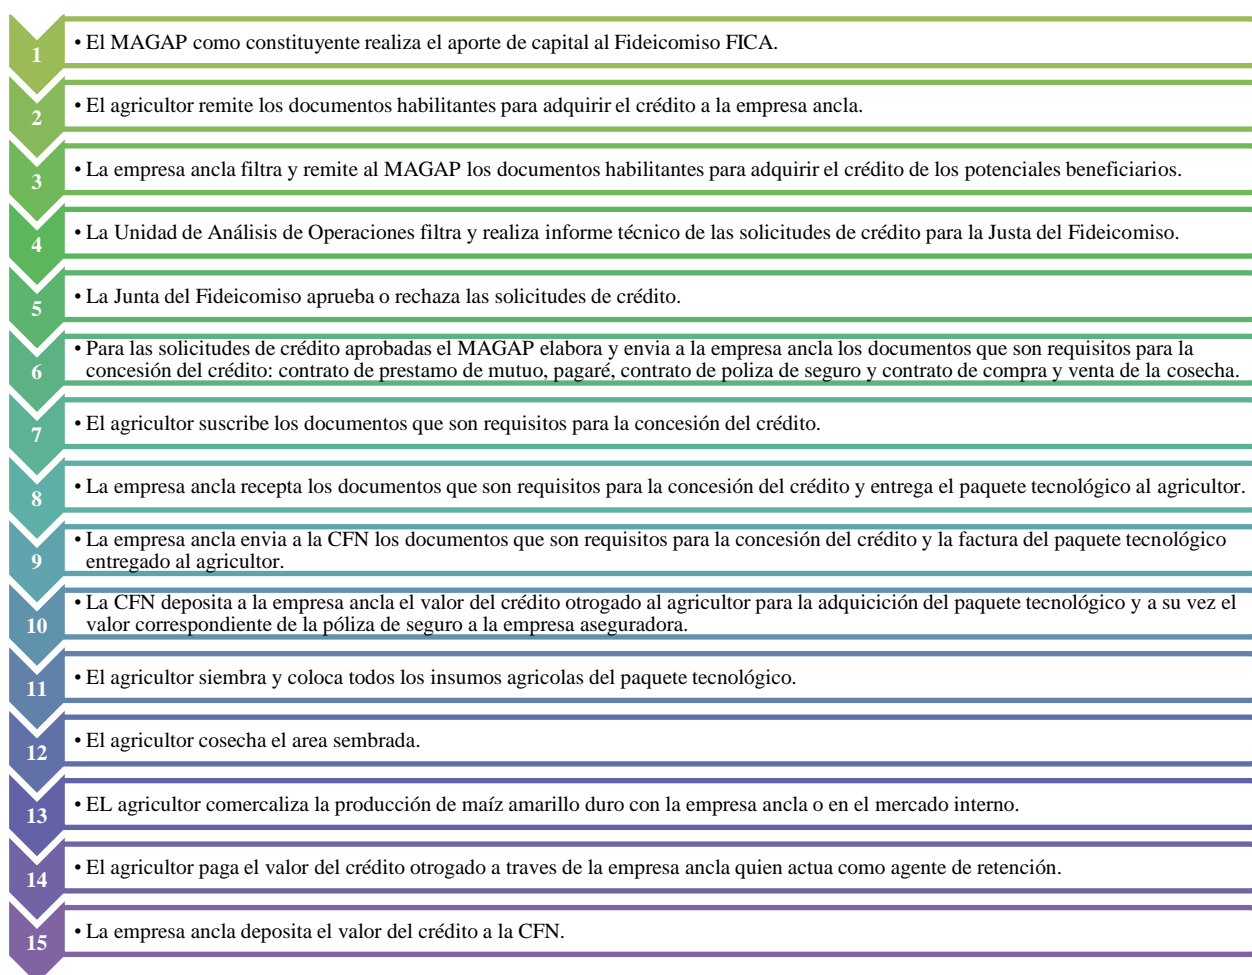 1
• El MAGAP como constituyente realiza el aporte de capital al Fideicomiso FICA.
2
• El agricultor remite los documentos habilitantes para adquirir el crédito a la empresa ancla.
3
• La empresa ancla filtra y remite al MAGAP los documentos habilitantes para adquirir el crédito de los potenciales beneficiarios.
4
• La Unidad de Análisis de Operaciones filtra y realiza informe técnico de las solicitudes de crédito para la Justa del Fideicomiso.
5
• La Junta del Fideicomiso aprueba o rechaza las solicitudes de crédito.
6
• Para las solicitudes de crédito aprobadas el MAGAP elabora y envia a la empresa ancla los documentos que son requisitos para la
concesión del crédito: contrato de prestamo de mutuo, pagaré, contrato de poliza de seguro y contrato de compra y venta de la cosecha.
7
• El agricultor suscribe los documentos que son requisitos para la concesión del crédito.
8
• La empresa ancla recepta los documentos que son requisitos para la concesión del crédito y entrega el paquete tecnológico al agricultor.
9
• La empresa ancla envia a la CFN los documentos que son requisitos para la concesión del crédito y la factura del paquete tecnológico
entregado al agricultor.
10
• La CFN deposita a la empresa ancla el valor del crédito otrogado al agricultor para la adquicición del paquete tecnológico y a su vez el
valor correspondiente de la póliza de seguro a la empresa aseguradora.
11
• El agricultor siembra y coloca todos los insumos agricolas del paquete tecnológico.
12
• El agricultor cosecha el area sembrada.
13
• EL agricultor comercaliza la producción de maíz amarillo duro con la empresa ancla o en el mercado interno.
14
• El agricultor paga el valor del crédito otrogado a traves de la empresa ancla quien actua como agente de retención.
15
• La empresa ancla deposita el valor del crédito a la CFN.